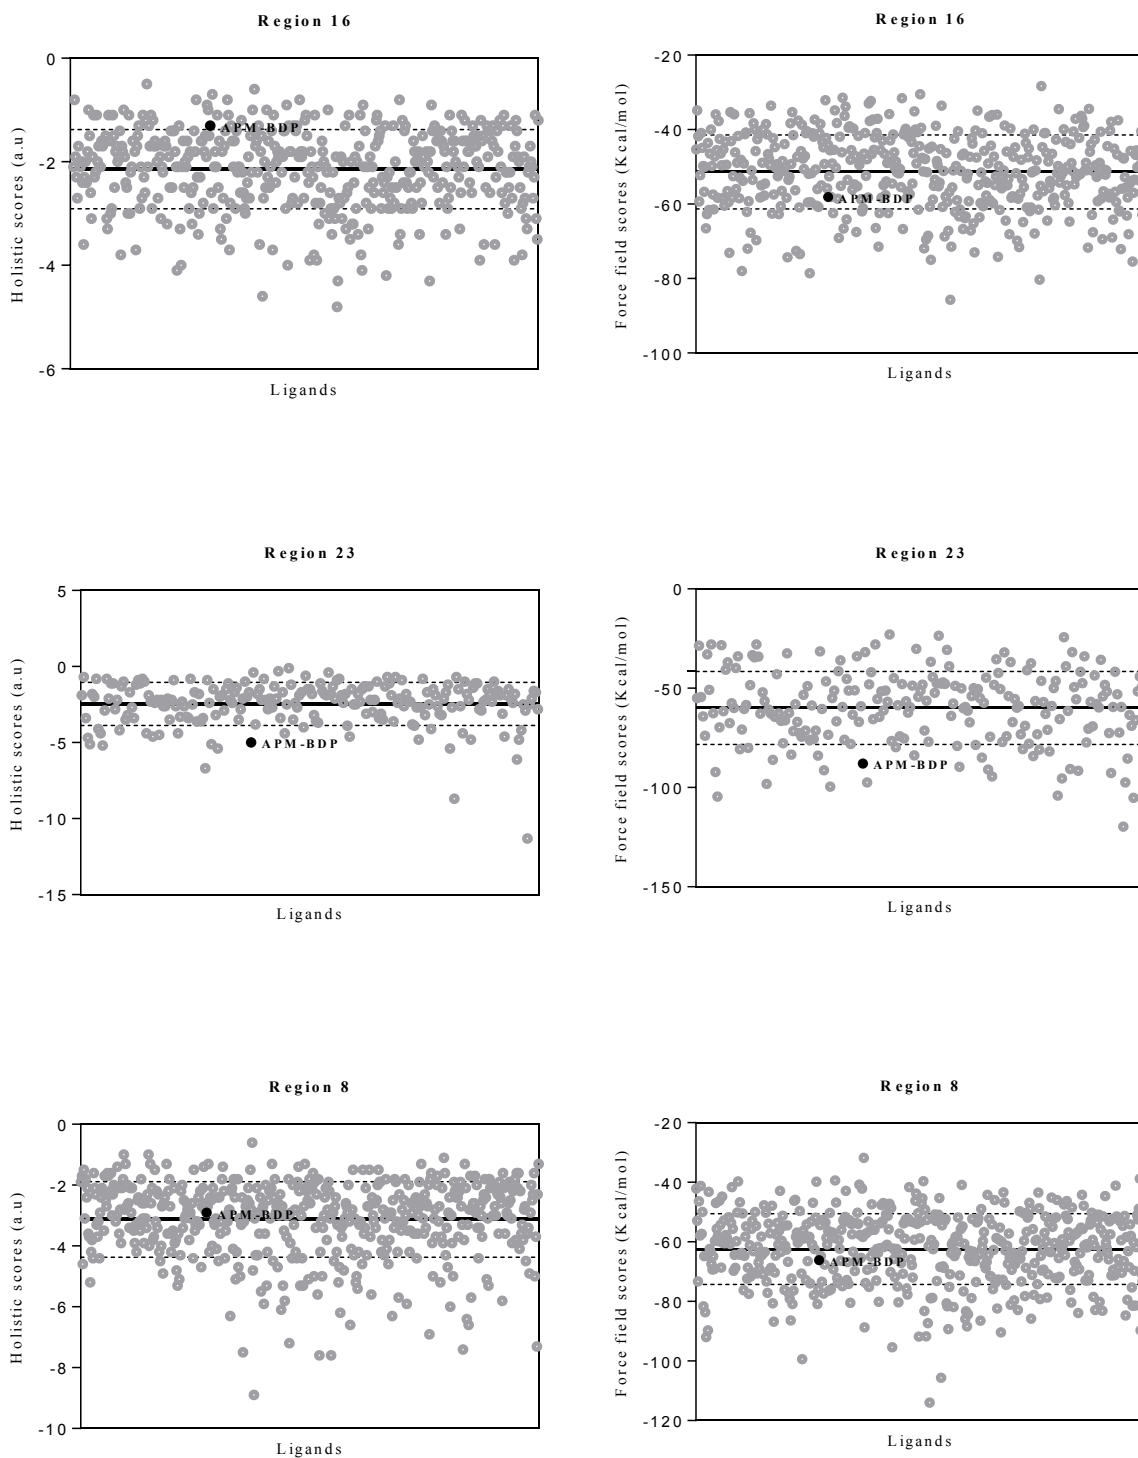 Region 16
Holistic scores (a.u)
0
-2
-4
-6
APM-BDP
Ligands
Region 16
Force field scores (Kcal/mol)
-20
-40
-60
-80
-100
APM-BDP
Ligands
Region 23
Holistic scores (a.u)
5
0
-5
-10
-15
APM-BDP
Ligands
Region 23
Force field scores (Kcal/mol)
0
-50
-100
-150
APM-BDP
Ligands
Region 8
Holistic scores (a.u)
0
-2
-4
-6
-8
-10
APM-BDP
Ligands
Region 8
Force field scores (Kcal/mol)
-20
-40
-60
-80
-100
-120
APM-BDP
Ligands